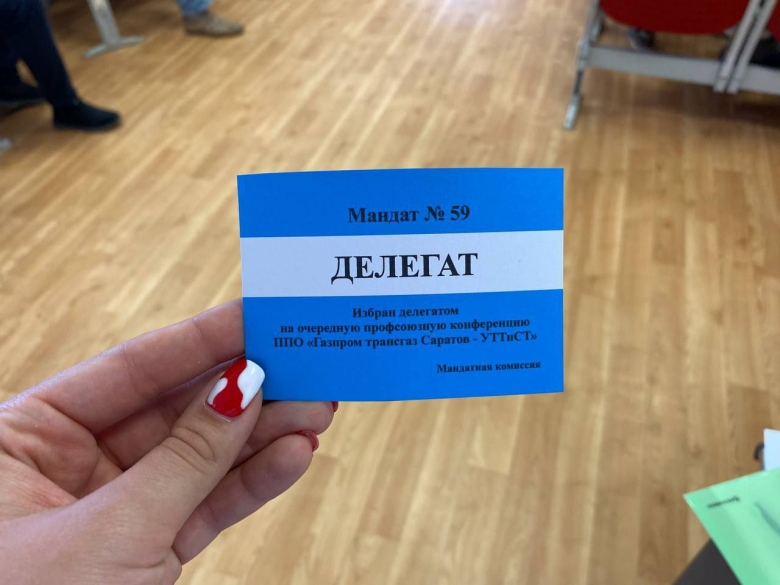 Мандат № 59
ДЕЛЕГАТ
Избран делегатом
на очередную профсоюзную конференцию
ППО «Газпром трансгаз Саратов - УТТиСТ»
Мандатная комиссия